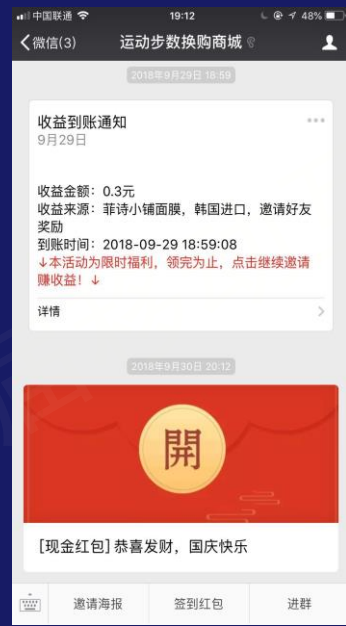 中国联通
19:12
48%
微信(3)
运动步数换购商城
2018年9月29日 18:59
收益到账通知
9月29日
收益金额：0.3元
收益来源：菲诗小铺面膜，韩国进口，邀请好友
奖励
到账时间：2018-09-29 18:59:08
↓本活动为限时福利，领完为止，点击继续邀请
赚收益！↓
详情
2018年9月30日 20:12
開
[现金红包]恭喜发财，国庆快乐
邀请海报
签到红包
进群